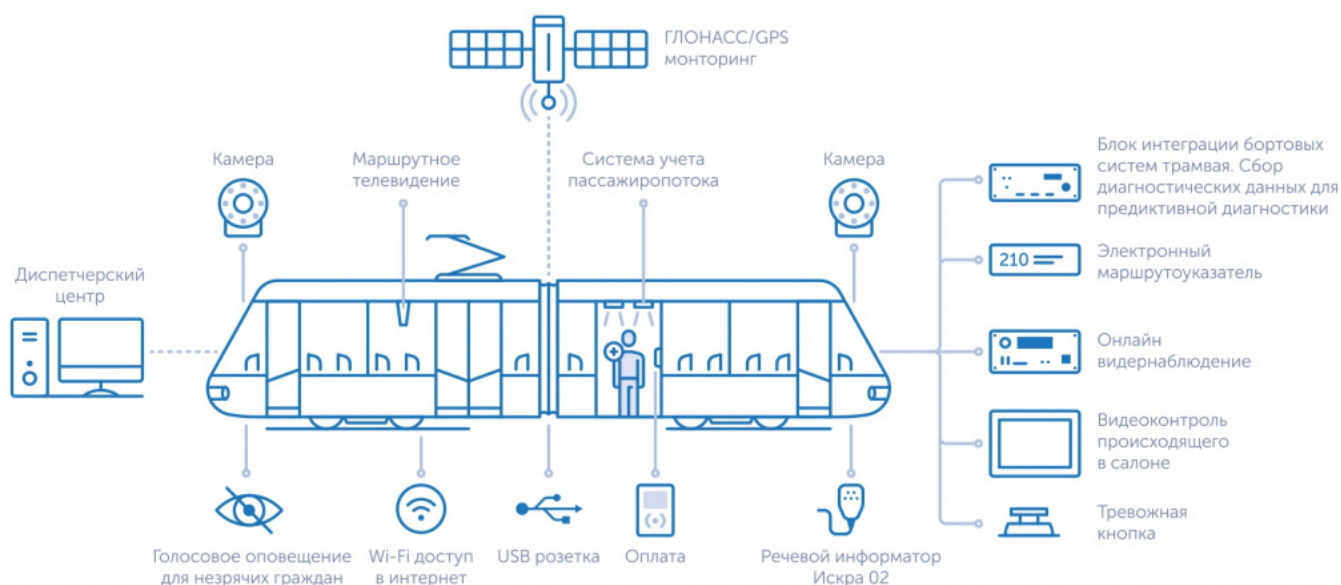 ГЛОНАСС/GPS
монторинг
Камера
Маршрутное
телевидение
Система учета
пассажиропотока
Камера
Блок интеграции бортовых
систем трамвая. Сбор
диагностических данных для
предиктивной диагностики
Диспетчерский
центр
210
Электронный
маршрутоуказатель
Онлайн
видернаблюдение
Видеоконтроль
происходящего
в салоне
Тревожная
кнопка
Голосовое оповещение
для незрячих граждан
Wi-Fi доступ
в интернет
USB розетка
Оплата
Речевой информатор
Искра 02